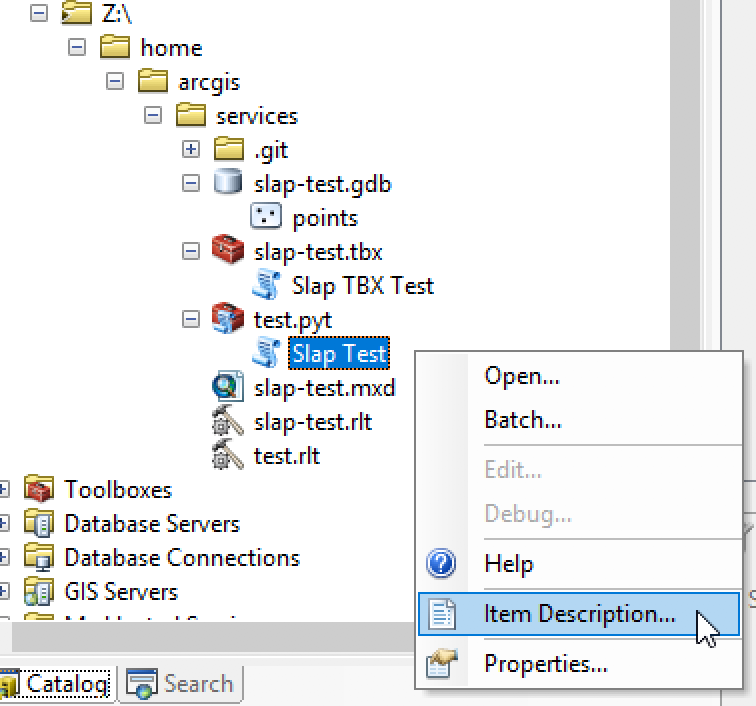 Z:\
home
arcgis
services
.git
slap-test.gdb
points
slap-test.tbx
Slap TBX Test
test.pyt
Slap Test
slap-test.mxd
slap-test.rlt
test.rlt
Toolboxes
Database Servers
Database Connections
GIS Servers
Open...
Batch...
Edit...
Debug...
Help
Item Description...
Properties...
Catalog
Search